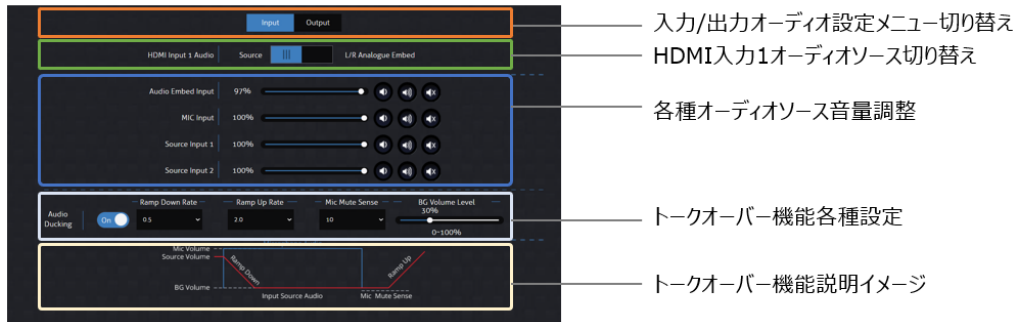 Input Output
入力/出力オーディオ設定メニュー切り替え
HDMI Input 1 Audio Source L/R Analogue Embed
HDMI入力1オーディオソース切り替え
Audio Embed Input 97%
各種オーディオソース音量調整
MIC Input 100%
Source Input 1 100%
Source Input 2 100%
Ramp Down Rate Ramp Up Rate Mic Mute Sense BG Volume Level
30%
Audio Ducking On 0.5 2.0 10
トークオーバー機能各種設定
0~100%
Mic Volume
Source Volume
Ramp Down Ramp Up
トークオーバー機能説明イメージ
BG Volume
Input Source Audio Mic Mute Sense